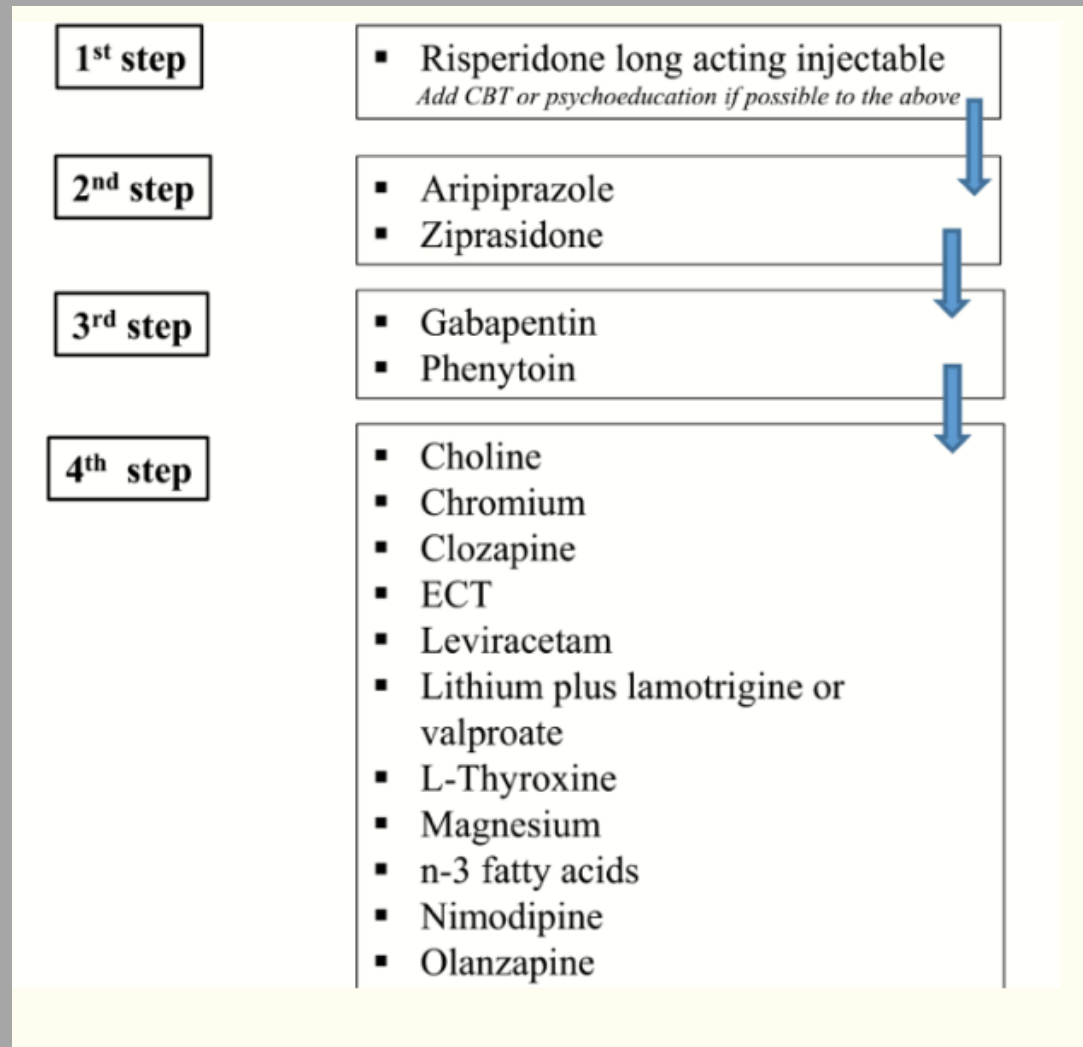 1st step
▪ Risperidone long acting injectable
Add CBT or psychoeducation if possible to the above
2nd step
▪ Aripiprazole
▪ Ziprasidone
3rd step
▪ Gabapentin
▪ Phenytoin
4th step
▪ Choline
▪ Chromium
▪ Clozapine
▪ ECT
▪ Leviracetam
▪ Lithium plus lamotrigine or
valproate
▪ L-Thyroxine
▪ Magnesium
▪ n-3 fatty acids
▪ Nimodipine
▪ Olanzapine